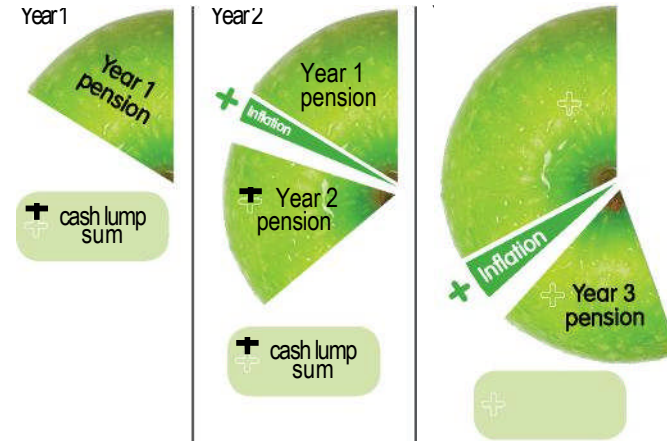 Year 1
Year 1
pension
+ cash lump
sum
Year 2
Year 1
pension
+ Inflation
+ Year 2
pension
+ cash lump
sum
+
+ Inflation
+ Year 3
pension
+